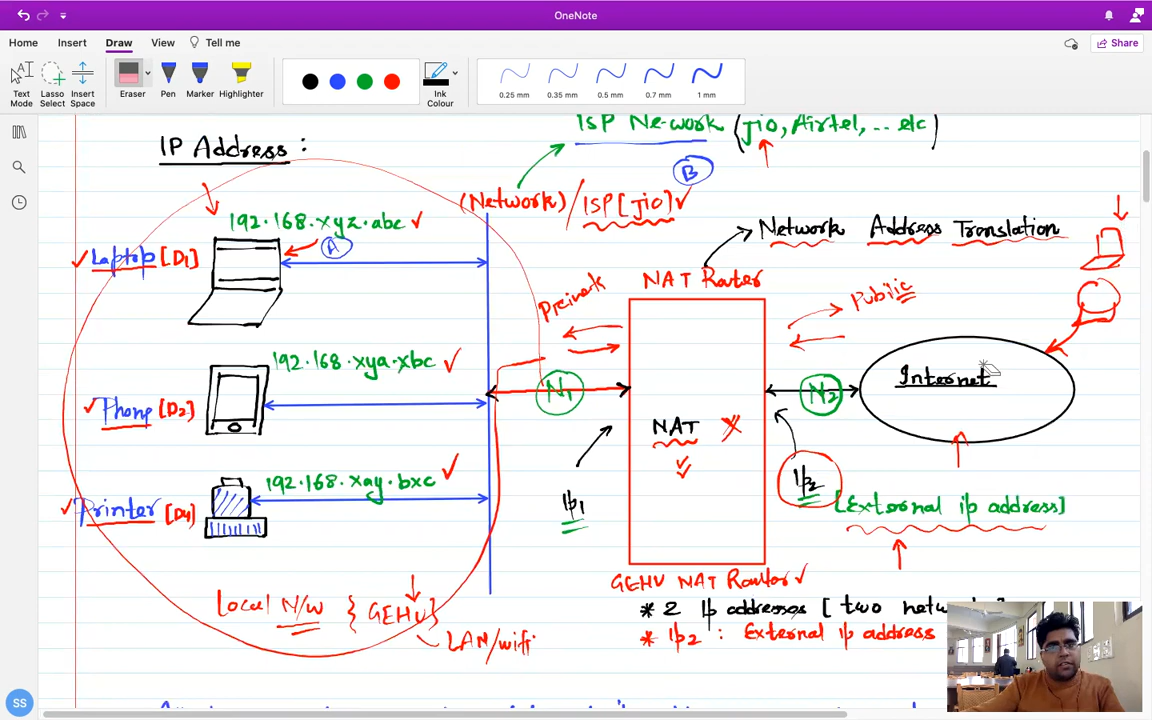 OneNote
Home Insert Draw View Tell me
Share
Text Mode
Lasso Select
Insert Space
Eraser
Pen
Marker
Highlighter
Ink Colour
0.25 mm 0.35 mm 0.5 mm 0.7 mm 1 mm
ISP Network (Jio, Airtel, .. etc)
IP Address :
B
(Network) / ISP [Jio]
192.168.xyz.abc
A
Network Address Translation
Laptop [D1]
NAT Router
Public
192.168.xya.xbc
Internet
N1
N2
Phone [D2]
NAT
192.168.xay.bxc
Ip1
Ip2
[External ip address]
Printer
GEHU NAT Router
Local N/W { GEHU }
* 2 Ip addresses [ two
* Ip2 : External ip address
LAN/wifi
SS